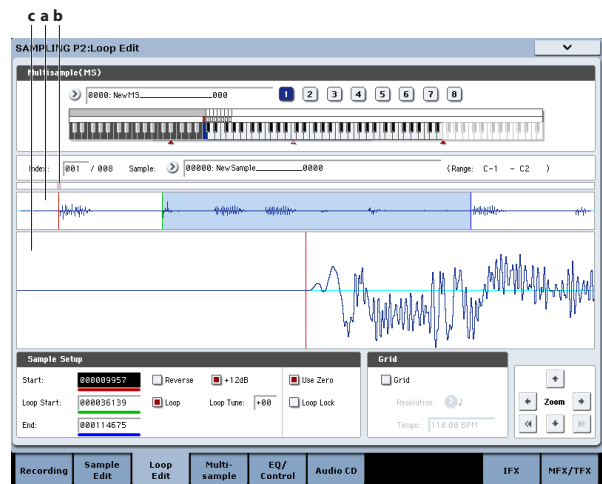 c a b
SAMPLING P2:Loop Edit
Multisample(MS)
0000: NewMS_____________000
1 2 3 4 5 6 7 8
Index: 001 / 008 Sample: 00000: NewSample_________0000 (Range: C-1 - C2 )
Sample Setup
Start: 000009957 Reverse +12dB Use Zero
Loop Start: 000036139 Loop Loop Tune: +00 Loop Lock
End: 000114675
Grid
Grid
Resolution: ♩
Tempo: 110.00 BPM
Zoom
Recording Sample Edit Loop Edit Multi-sample EQ/Control Audio CD IFX MFX/TFX